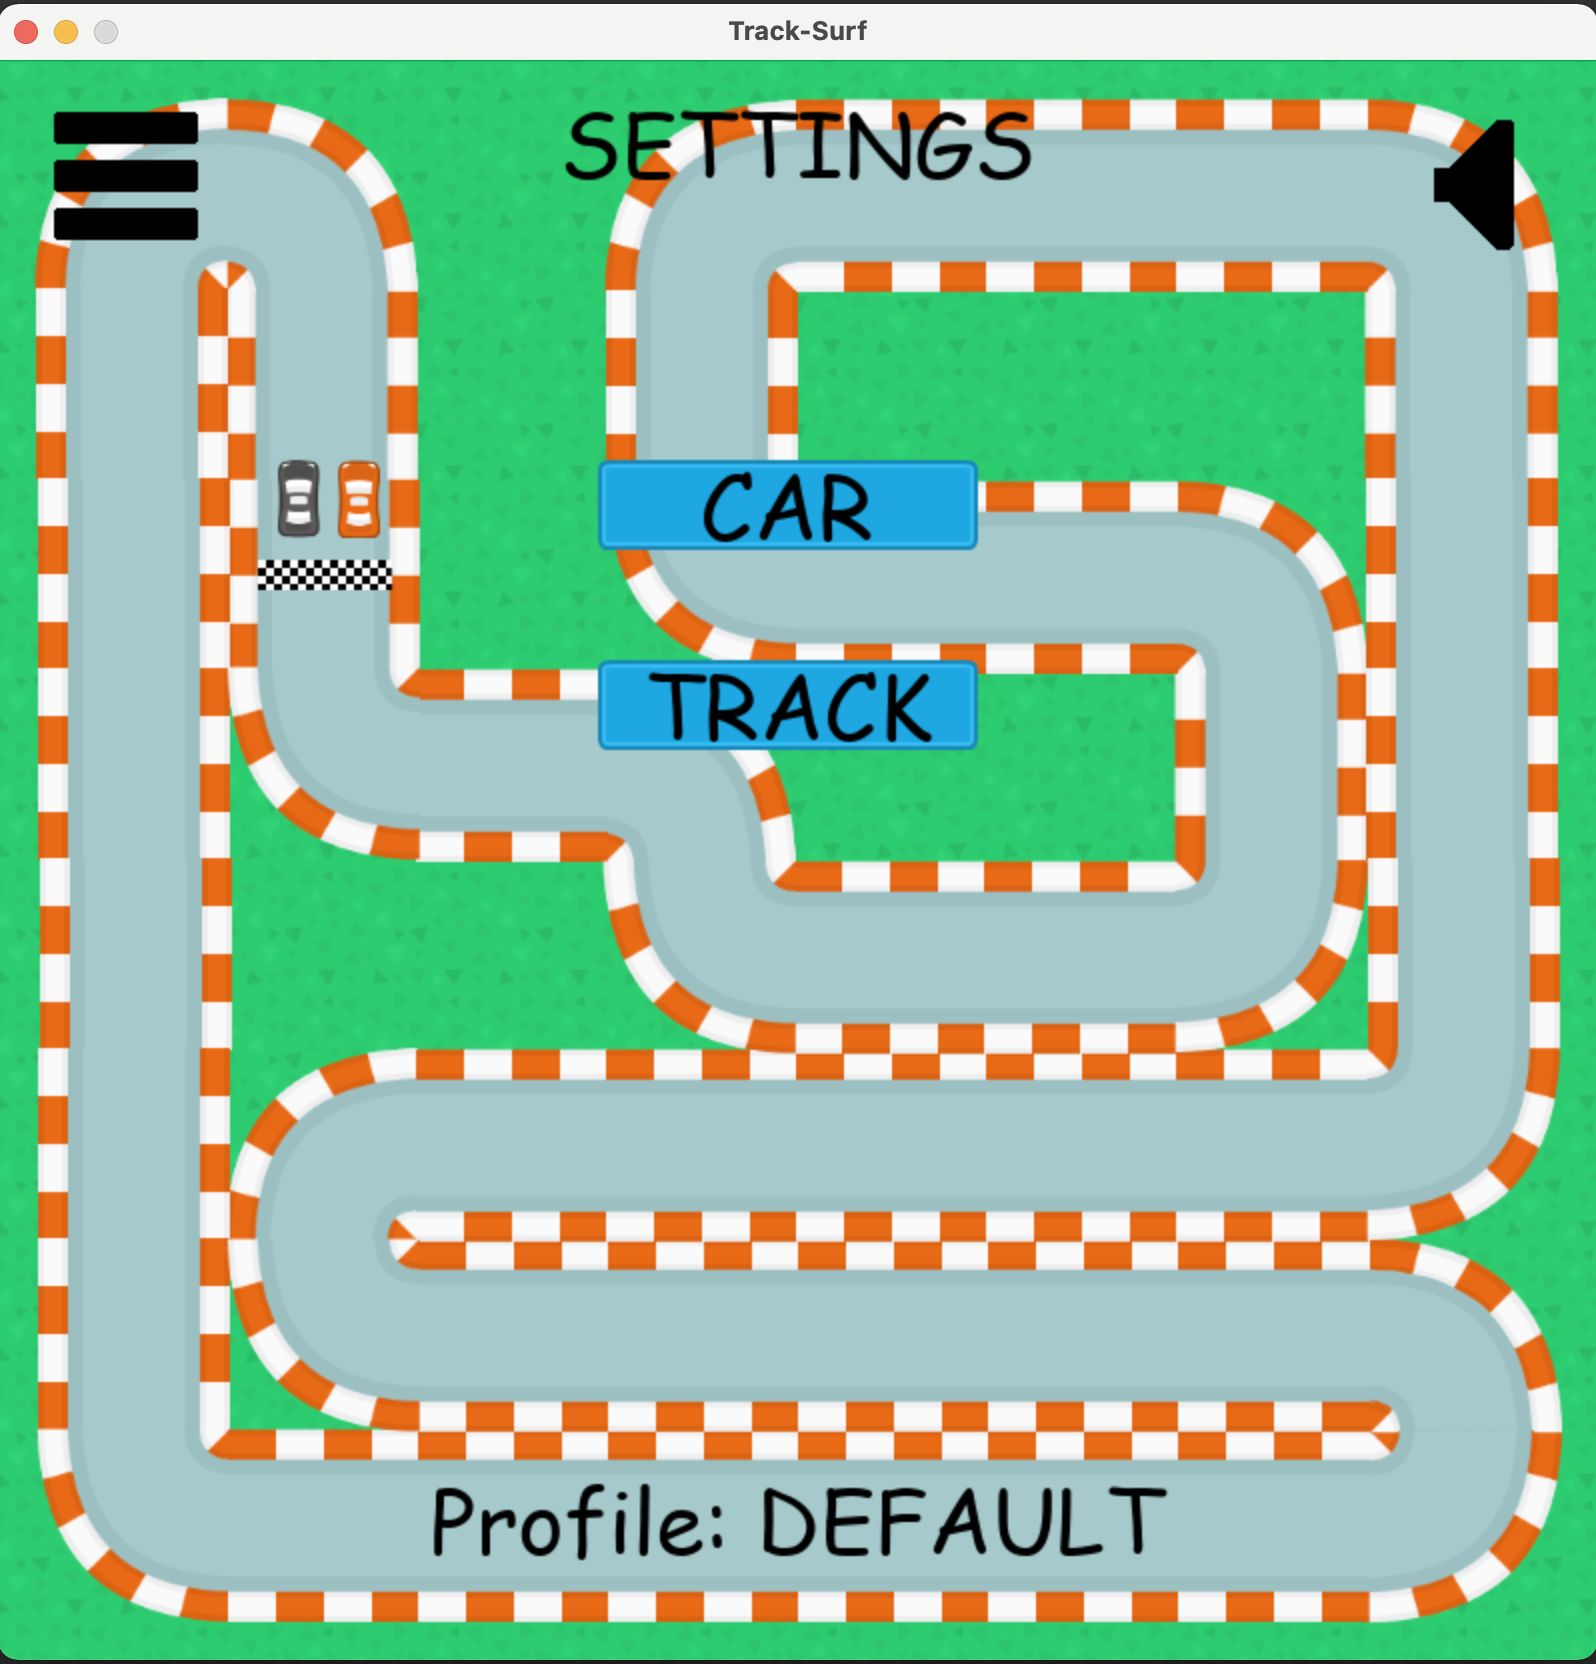 Track-Surf
SETTINGS
CAR
TRACK
Profile: DEFAULT